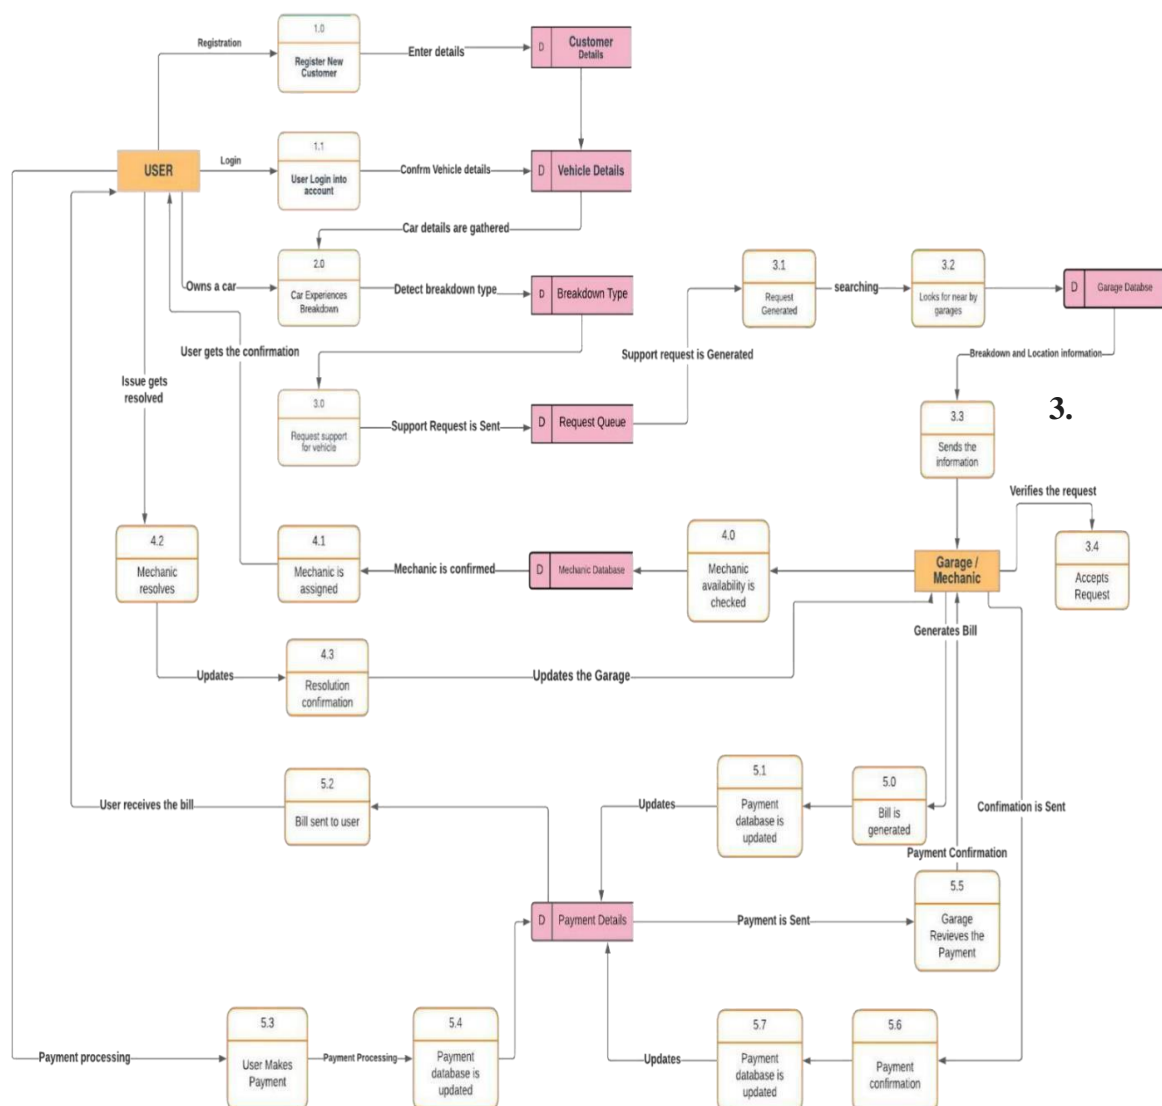 1.0
Registration
Register New
Customer
Enter details
D
Customer
Details
1.1
USER
Login
User Login into
account
Confrm Vehicle details
D
Vehicle Details
Car details are gathered
2.0
Owns a car
Car Experiences
Breakdown
Detect breakdown type
D
Breakdown Type
3.1
Request
Generated
searching
3.2
Looks for near by
garages
D
Garage Databse
User gets the confirmation
Support request is Generated
Breakdown and Location information
Issue gets
resolved
3.0
Request support
for vehicle
Support Request is Sent
D
Request Queue
3.3
Sends the
information
3.
Verifies the request
3.4
Accepts
Request
4.2
Mechanic
resolves
4.1
Mechanic is
assigned
Mechanic is confirmed
D
Mechanic Database
4.0
Mechanic
availability is
checked
Garage /
Mechanic
Generates Bill
Updates
4.3
Resolution
confirmation
Updates the Garage
User receives the bill
5.2
Bill sent to user
Updates
5.1
Payment
database is
updated
5.0
Bill is
generated
Confimation is Sent
Payment Confirmation
D
Payment Details
Payment is Sent
5.5
Garage
Revieves the
Payment
Payment processing
5.3
User Makes
Payment
Payment Processing
5.4
Payment
database is
updated
Updates
5.7
Payment
database is
updated
5.6
Payment
confirmation